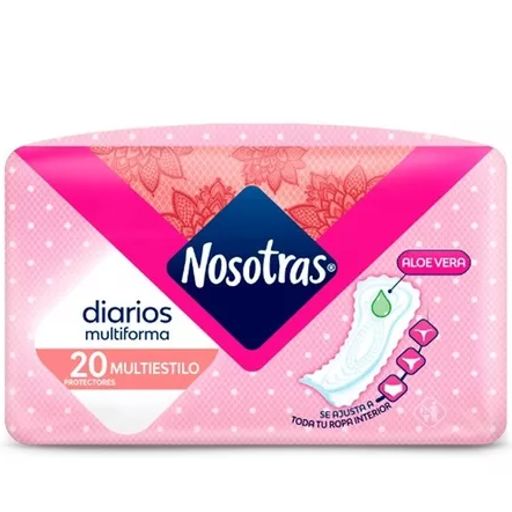 Nosotras®
ALOE VERA
diarios
multiforma
20 MULTIESTILO
PROTECTORES
SE AJUSTA A
TODA TU ROPA INTERIOR